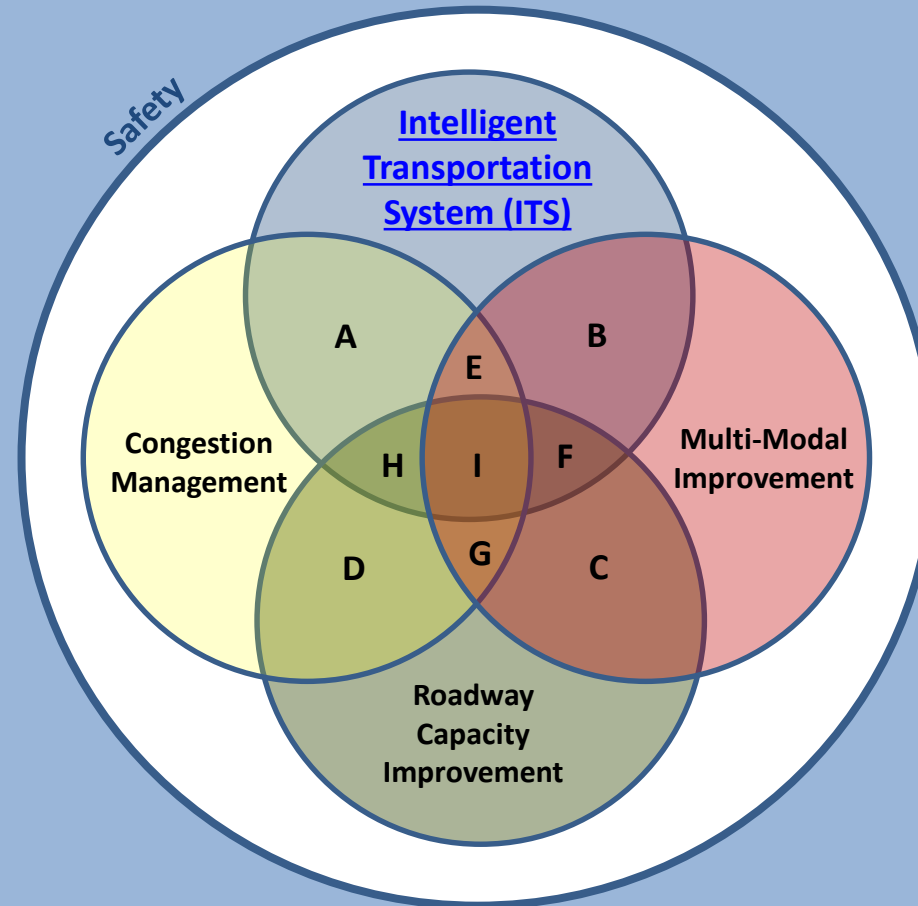 Safety
Intelligent
Transportation
System (ITS)
A
B
E
Congestion
Management
H
I
F
Multi-Modal
Improvement
D
G
C
Roadway
Capacity
Improvement